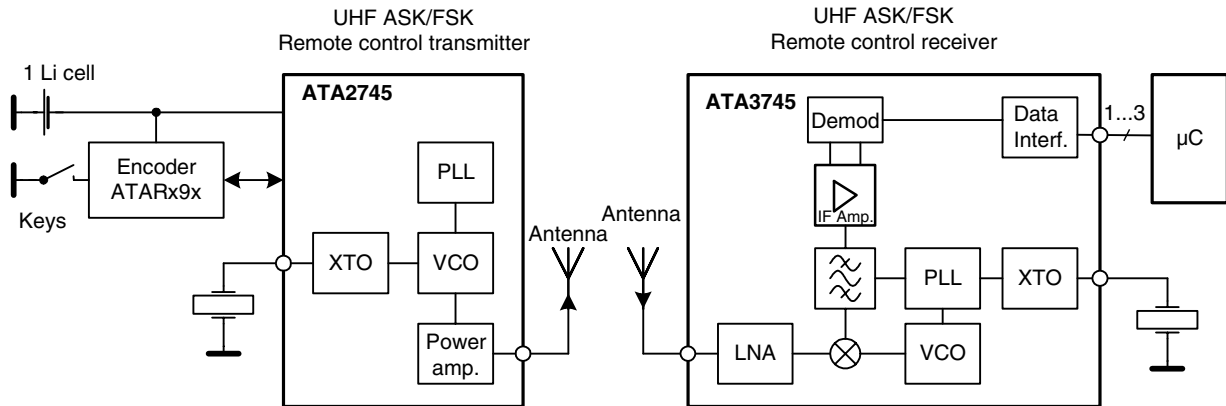 UHF ASK/FSK
Remote control transmitter
UHF ASK/FSK
Remote control receiver
1 Li cell
ATA2745
ATA3745
Demod
Data
Interf.
1...3
µC
Encoder
ATARx9x
Keys
PLL
IF Amp.
Antenna
Antenna
XTO
VCO
PLL
XTO
Power
amp.
LNA
VCO